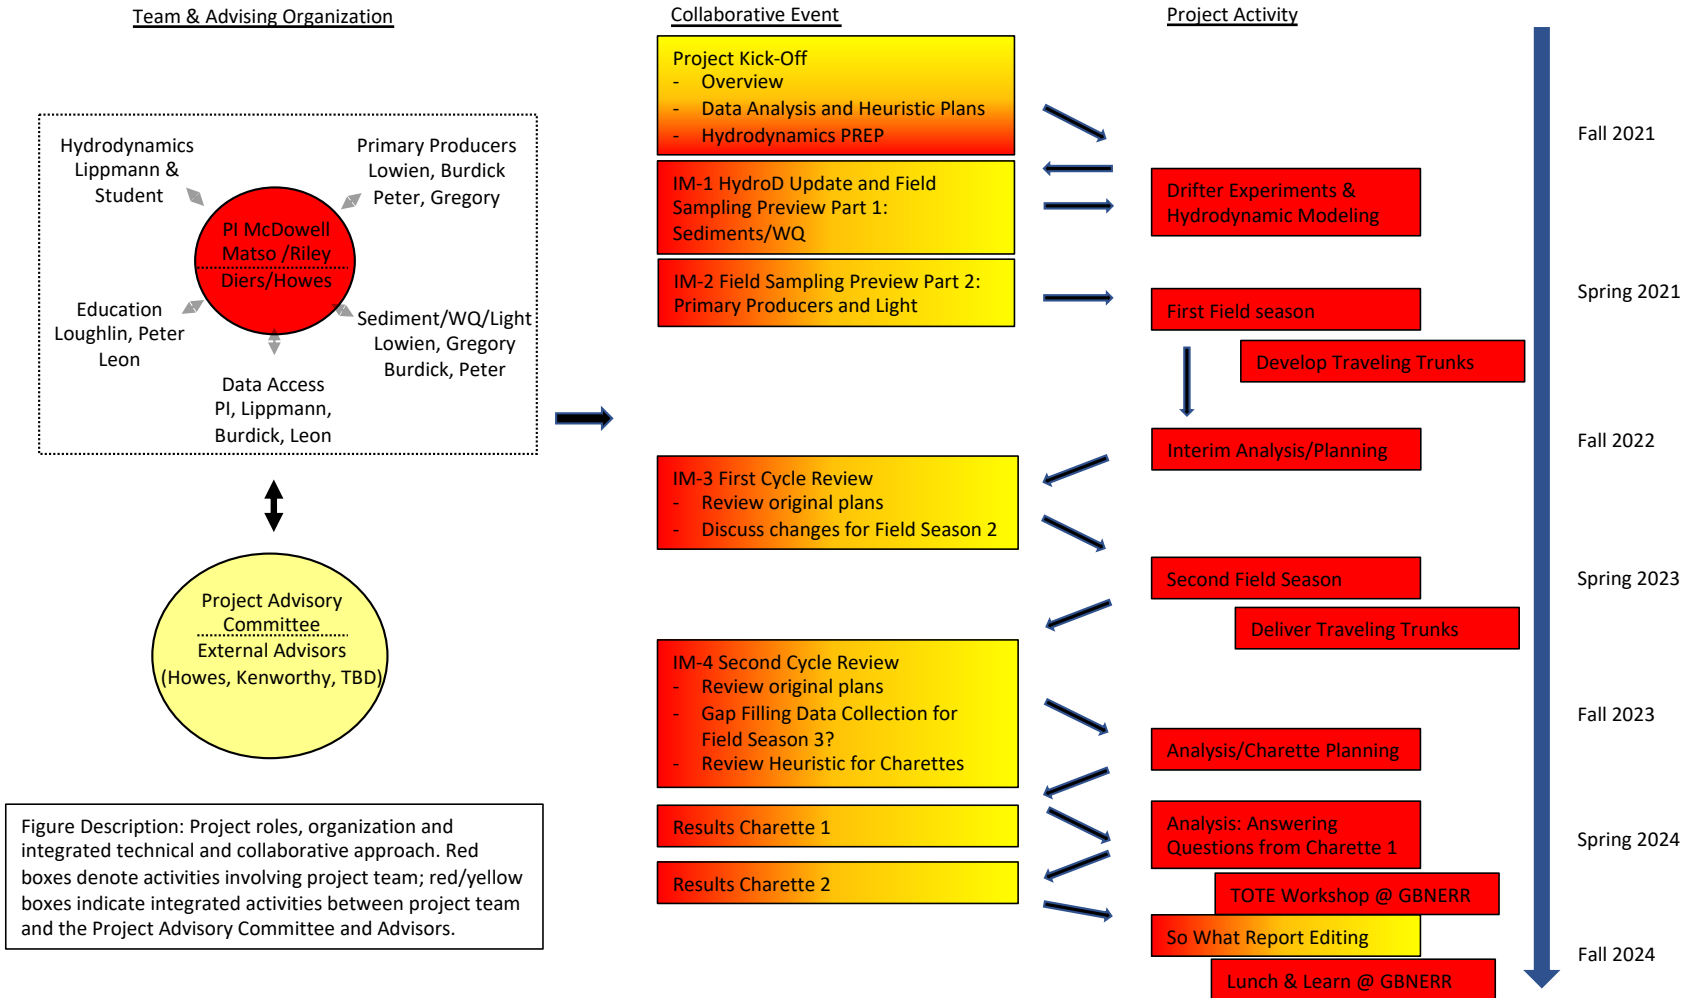 Team & Advising Organization
Hydrodynamics
Lippmann &
Student
Primary Producers
Lowien, Burdick
Peter, Gregory
PI McDowell
Matso /Riley
Diers/Howes
Education
Loughlin, Peter
Leon
Sediment/WQ/Light
Lowien, Gregory
Burdick, Peter
Data Access
PI, Lippmann,
Burdick, Leon
Project Advisory
Committee
External Advisors
(Howes, Kenworthy, TBD)
Figure Description: Project roles, organization and
integrated technical and collaborative approach. Red
boxes denote activities involving project team; red/yellow
boxes indicate integrated activities between project team
and the Project Advisory Committee and Advisors.
Collaborative Event
Project Kick-Off
- Overview
- Data Analysis and Heuristic Plans
- Hydrodynamics PREP
IM-1 HydroD Update and Field
Sampling Preview Part 1:
Sediments/WQ
IM-2 Field Sampling Preview Part 2:
Primary Producers and Light
IM-3 First Cycle Review
- Review original plans
- Discuss changes for Field Season 2
IM-4 Second Cycle Review
- Review original plans
- Gap Filling Data Collection for
Field Season 3?
- Review Heuristic for Charettes
Results Charette 1
Results Charette 2
Project Activity
Drifter Experiments &
Hydrodynamic Modeling
First Field season
Develop Traveling Trunks
Interim Analysis/Planning
Second Field Season
Deliver Traveling Trunks
Analysis/Charette Planning
Analysis: Answering
Questions from Charette 1
TOTE Workshop @ GBNERR
So What Report Editing
Lunch & Learn @ GBNERR
Fall 2021
Spring 2021
Fall 2022
Spring 2023
Fall 2023
Spring 2024
Fall 2024